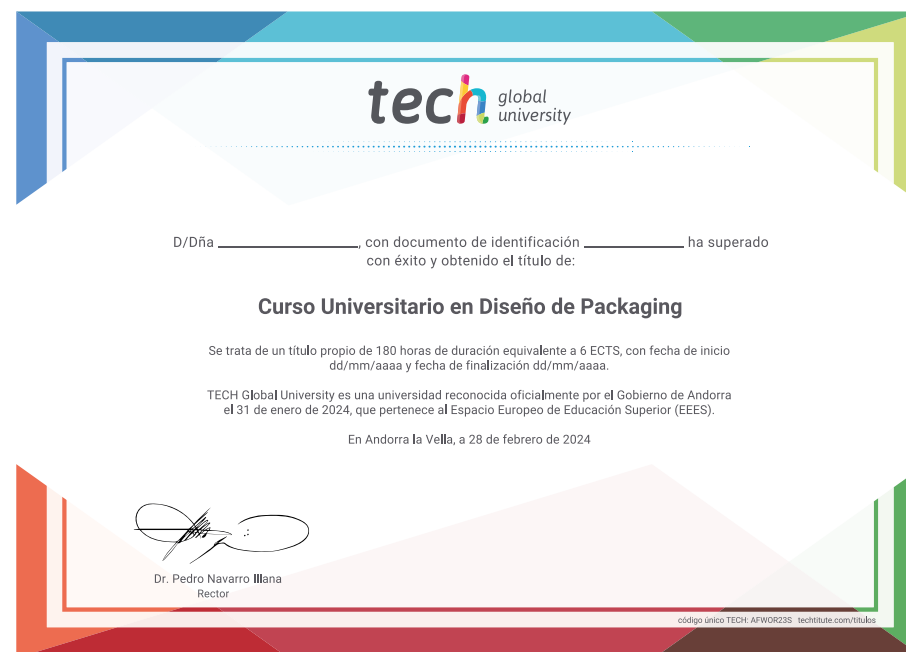 tech global university
D/Dña ____________________, con documento de identificación ______________ ha superado
con éxito y obtenido el título de:
Curso Universitario en Diseño de Packaging
Se trata de un título propio de 180 horas de duración equivalente a 6 ECTS, con fecha de inicio
dd/mm/aaaa y fecha de finalización dd/mm/aaaa.
TECH Global University es una universidad reconocida oficialmente por el Gobierno de Andorra
el 31 de enero de 2024, que pertenece al Espacio Europeo de Educación Superior (EEES).
En Andorra la Vella, a 28 de febrero de 2024
Dr. Pedro Navarro Illana
Rector
código único TECH: AFWOR23S techtitute.com/titulos